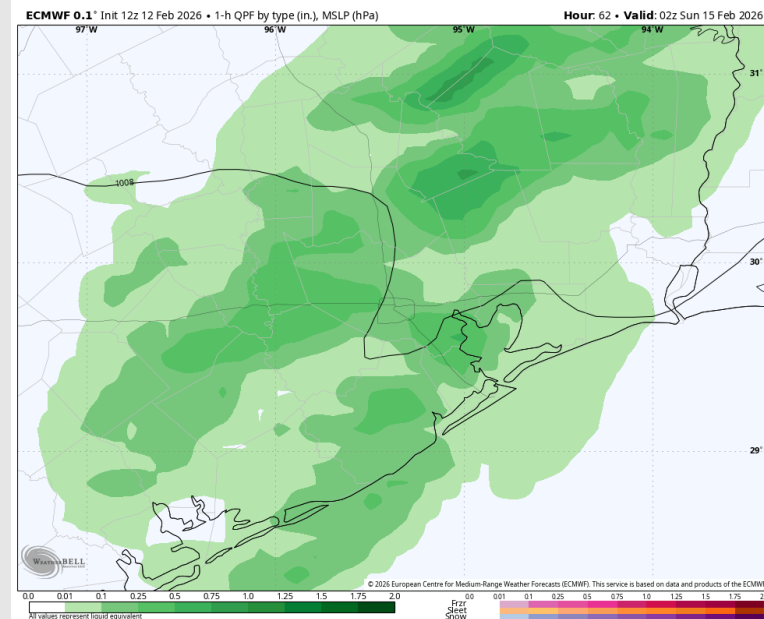 ECMWF 0.1° Init 12z 12 Feb 2026 • 1-h QPF by type (in.), MSLP (hPa)
Hour: 62 • Valid: 02z Sun 15 Feb 2026
97°W 96°W 95°W 94°W
31°
1008
30°
29°
WEATHERBELL
© 2026 European Centre for Medium-Range Weather Forecasts (ECMWF). This service is based on data and products of the ECMWF
0.0 0.01 0.1 0.25 0.5 0.75 1.0 1.25 1.5 1.75 2.0
0.0 0.01 0.1 0.25 0.5 0.75 1.0 1.25 1.5 1.75 2.
All values represent liquid equivalent
Frzr
Sleet
Snow